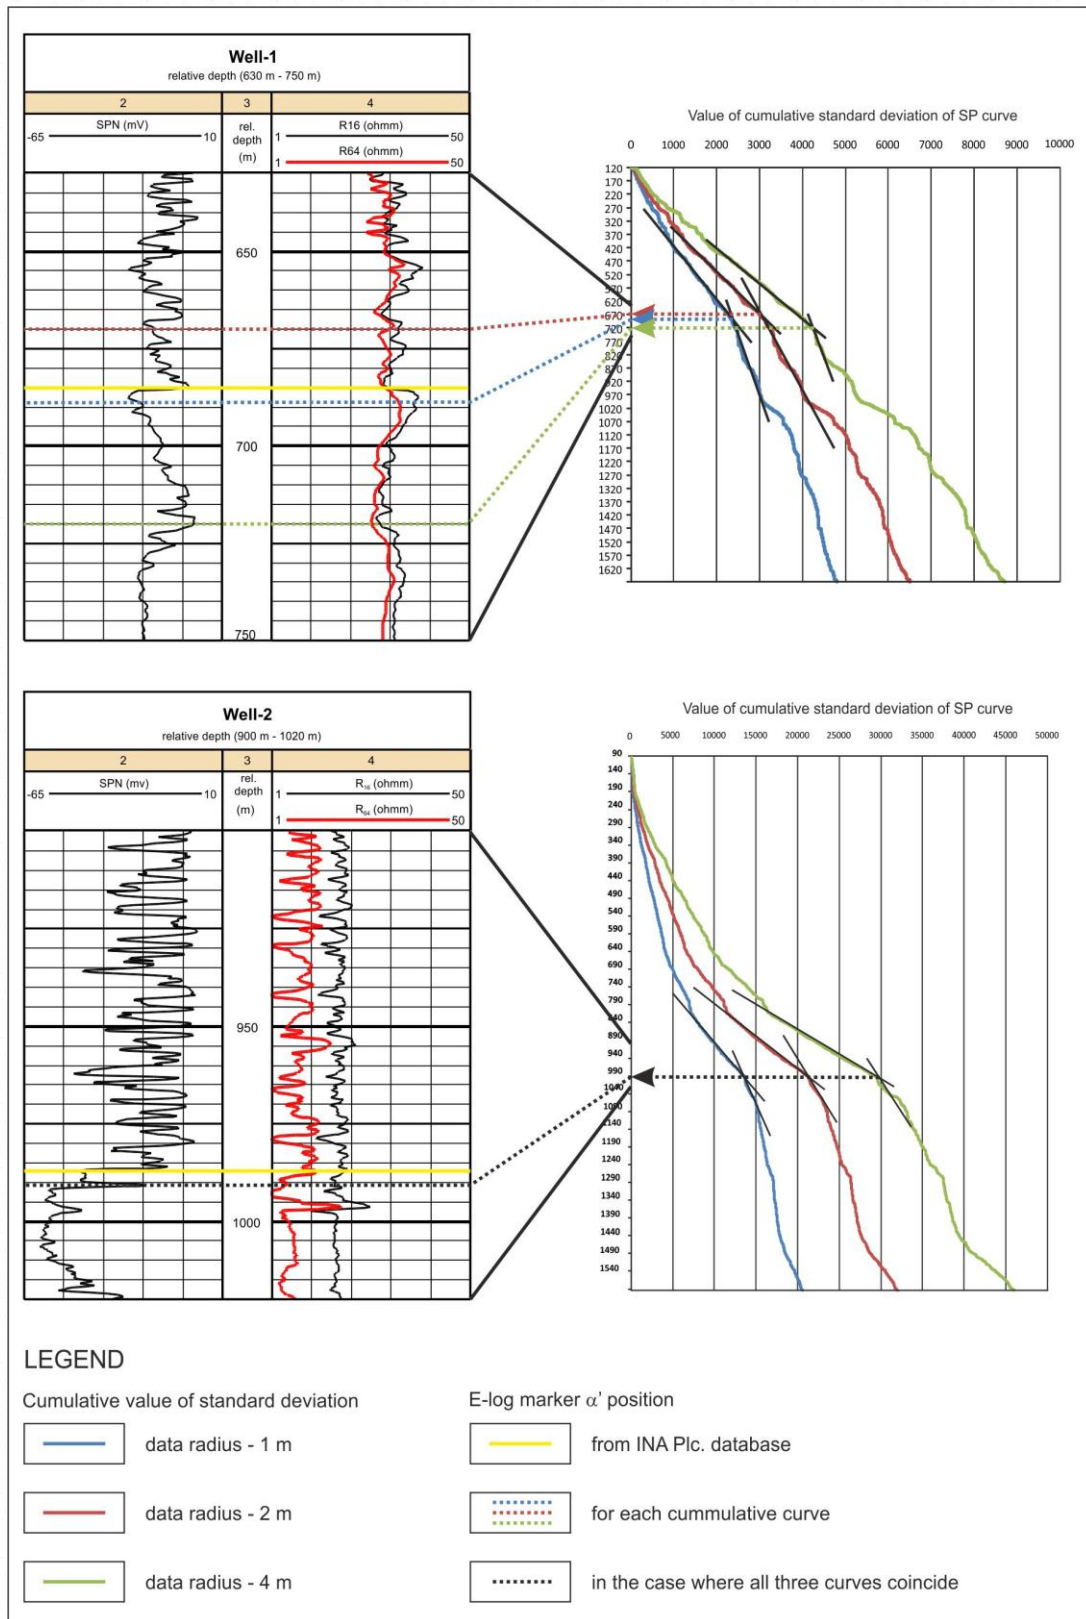 Well-1
relative depth (630 m - 750 m)
2 3 4
SPN (mV)
-65 10
rel.
depth
(m)
R16 (ohmm)
1 50
R64 (ohmm)
1 50
650
700
750
Value of cumulative standard deviation of SP curve
0 1000 2000 3000 4000 5000 6000 7000 8000 9000 10000
120
170
220
270
320
370
420
470
520
570
620
670
720
770
820
870
920
970
1020
1070
1120
1170
1220
1270
1320
1370
1420
1470
1520
1570
1620
Well-2
relative depth (900 m - 1020 m)
2 3 4
SPN (mv)
-65 10
rel.
depth
(m)
R16 (ohmm)
1 50
R64 (ohmm)
1 50
950
1000
Value of cumulative standard deviation of SP curve
0 5000 10000 15000 20000 25000 30000 35000 40000 45000 50000
90
140
190
240
290
340
390
440
490
540
590
640
690
740
790
840
890
940
990
1040
1090
1140
1190
1240
1290
1340
1390
1440
1490
1540
LEGEND
Cumulative value of standard deviation
data radius - 1 m
data radius - 2 m
data radius - 4 m
E-log marker α' position
from INA Plc. database
for each cummulative curve
in the case where all three curves coincide